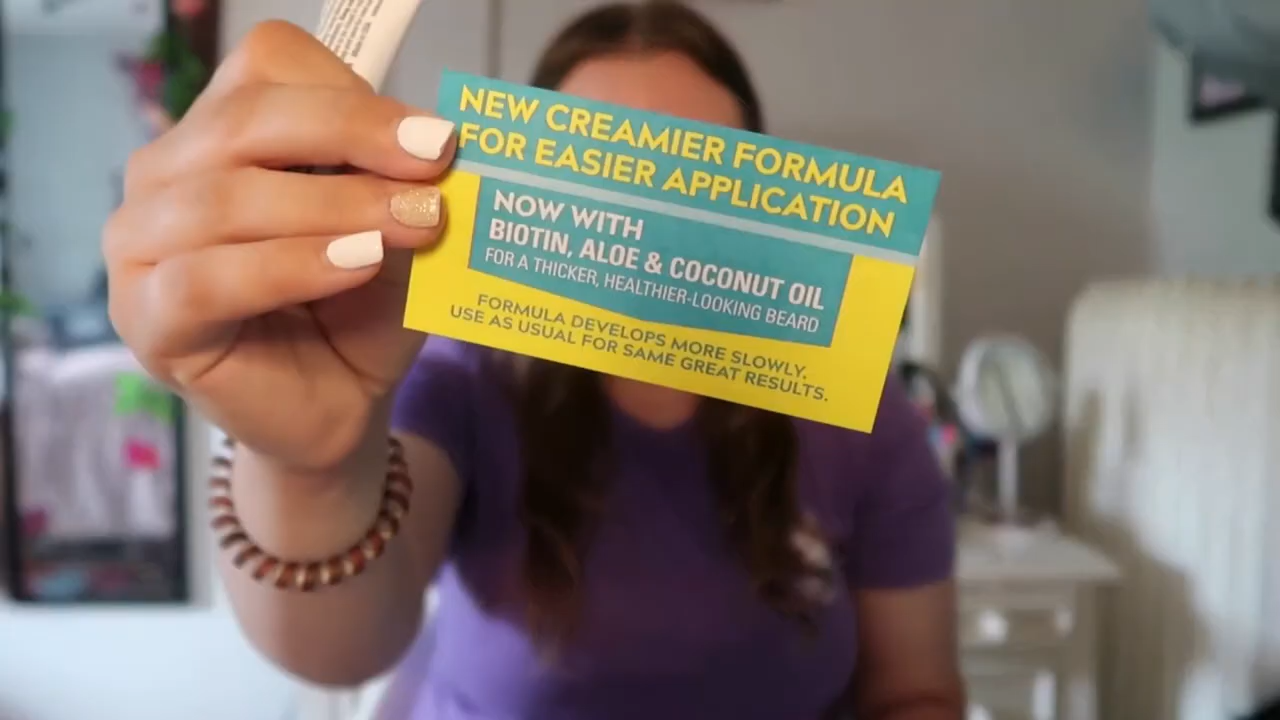 NEW CREAMIER FORMULA
FOR EASIER APPLICATION
NOW WITH
BIOTIN, ALOE & COCONUT OIL
FOR A THICKER, HEALTHIER-LOOKING BEARD
FORMULA DEVELOPS MORE SLOWLY.
USE AS USUAL FOR SAME GREAT RESULTS.